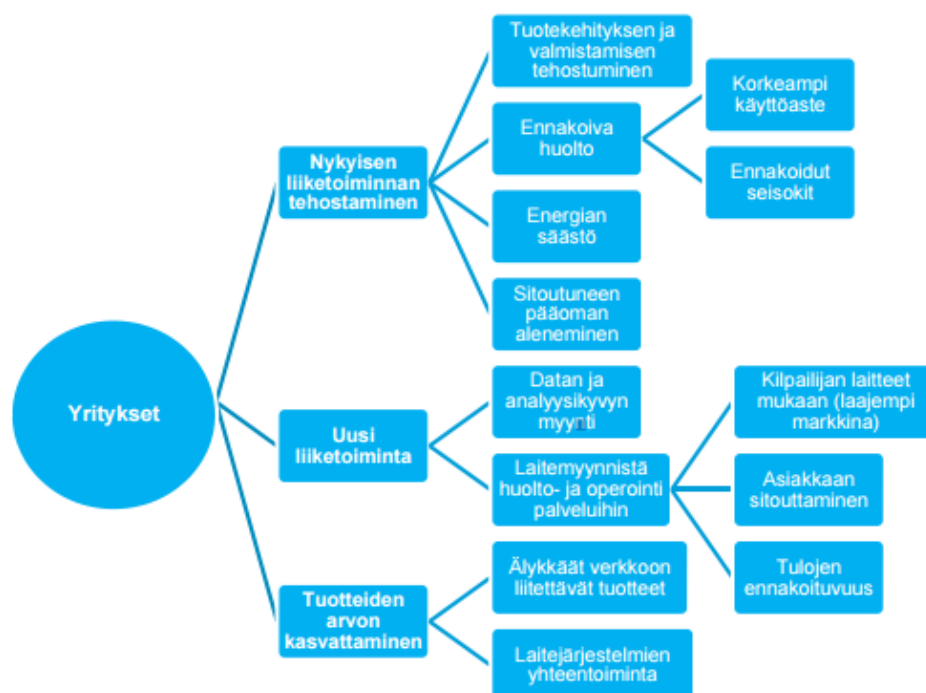 Yritykset
Nykyisen
liiketoiminnan
tehostaminen
Tuotekehityksen ja
valmistamisen
tehostuminen
Ennakoiva
huolto
Korkeampi
käyttöaste
Ennakoidut
seisokit
Energian
säästö
Sitoutuneen
pääoman
aleneminen
Uusi
liiketoiminta
Datan ja
analyysikyvyn
myynti
Laitemyynnistä
huolto- ja operointi
palveluihin
Kilpailijan laitteet
mukaan (laajempi
markkina)
Asiakkaan
sitouttaminen
Tulojen
ennakoituvuus
Tuotteiden
arvon
kasvattaminen
Älykkäät verkkoon
liitettävät tuotteet
Laitejärjestelmien
yhteentoiminta